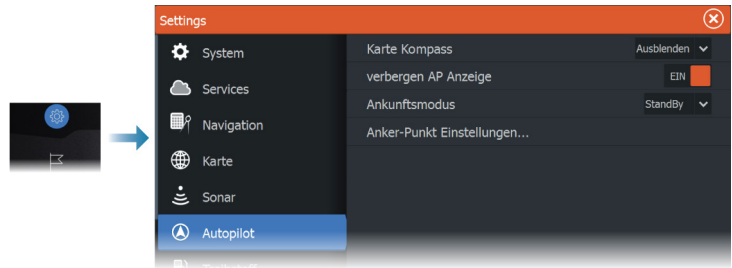 Settings
System
Services
Navigation
Karte
Sonar
Autopilot
Karte Kompass Ausblenden
verbergen AP Anzeige EIN
Ankunftsmodus StandBy
Anker-Punkt Einstellungen...